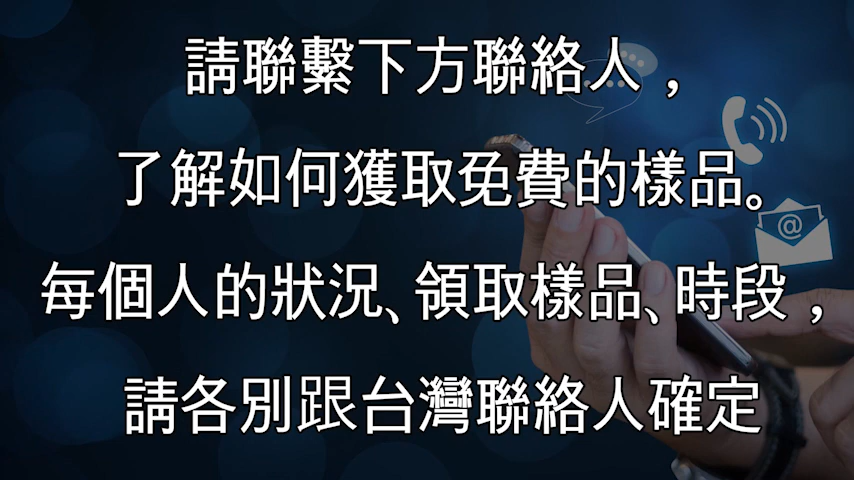 請聯繫下方聯絡人，
了解如何獲取免費的樣品。
每個人的狀況、領取樣品、時段，
請各別跟台灣聯絡人確定
@